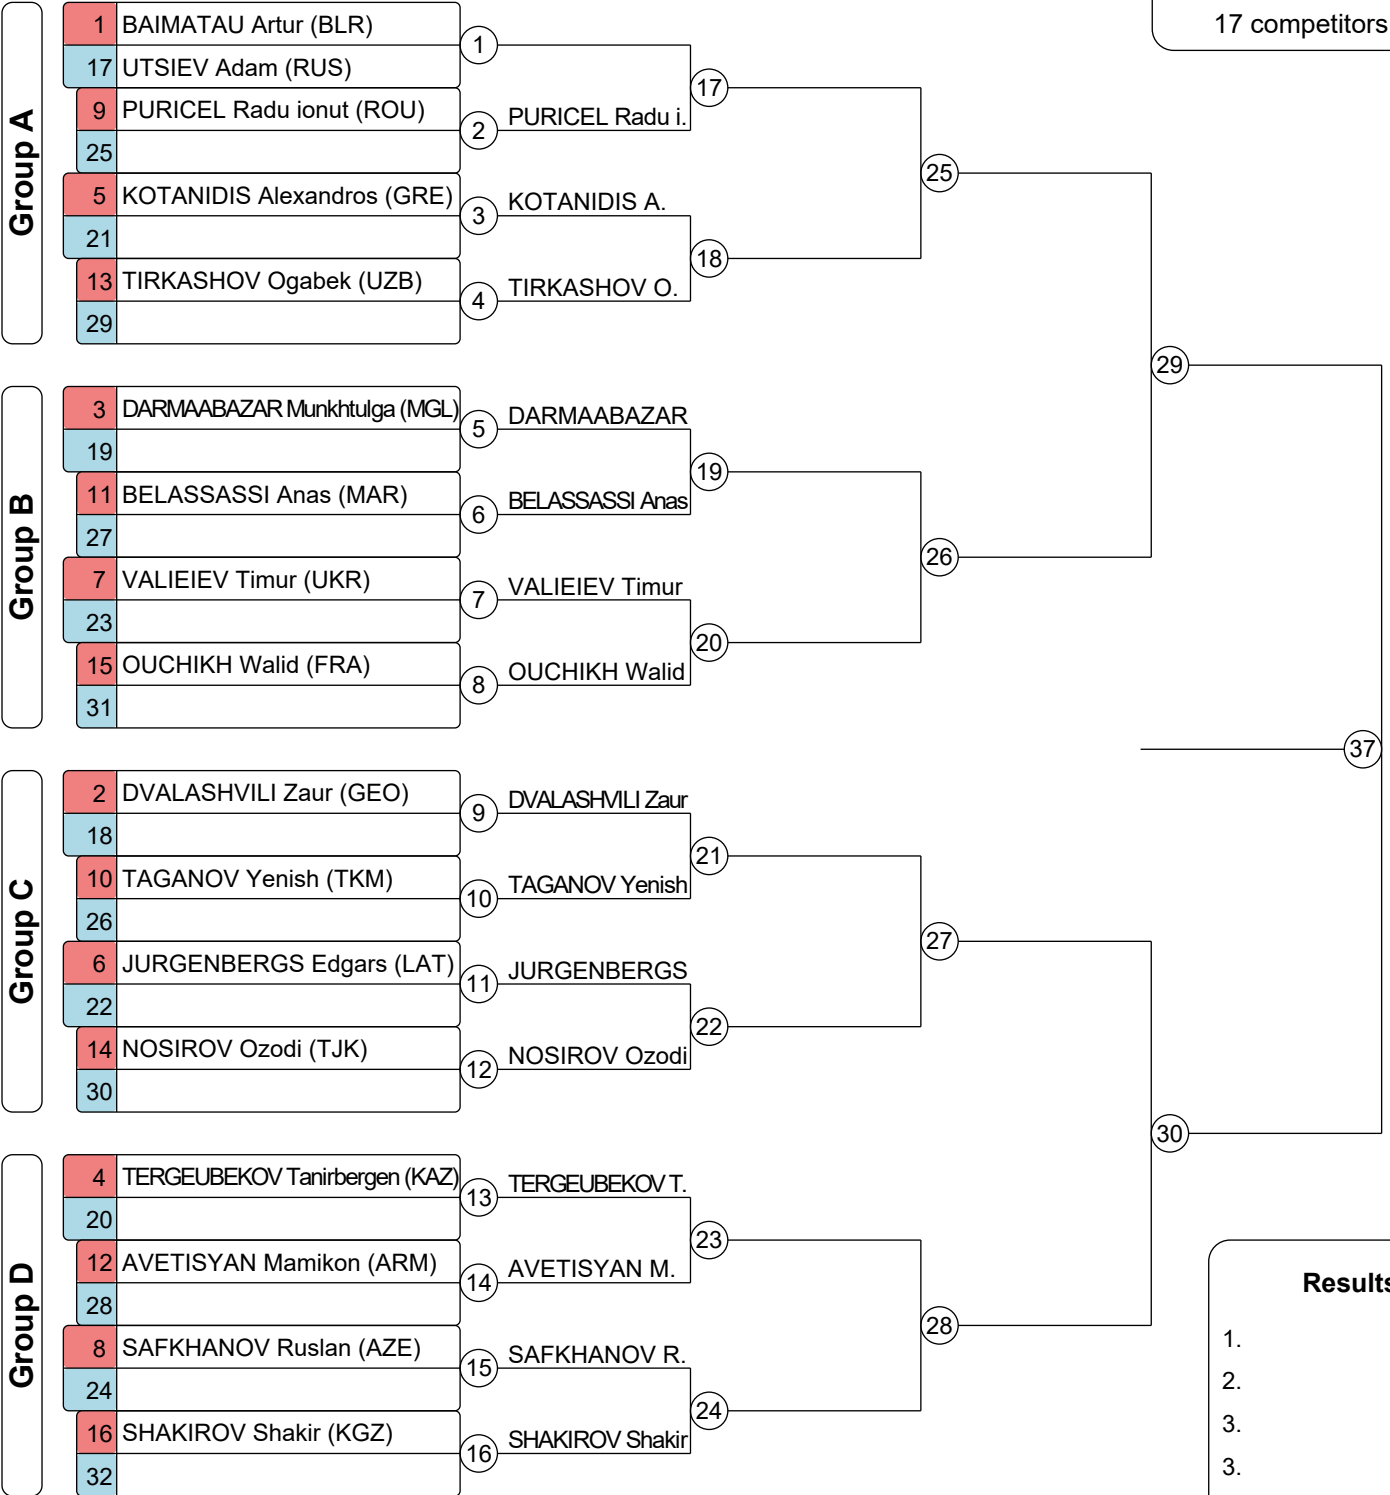 17 competitors
Group A
1 BAIMATAU Artur (BLR)
17 UTSIEV Adam (RUS)
1
9 PURICEL Radu ionut (ROU)
25
2 PURICEL Radu i.
17
5 KOTANIDIS Alexandros (GRE)
21
3 KOTANIDIS A.
13 TIRKASHOV Ogabek (UZB)
29
4 TIRKASHOV O.
18
25
Group B
3 DARMAABAZAR Munkhtulga (MGL)
19
5 DARMAABAZAR
11 BELASSASSI Anas (MAR)
27
6 BELASSASSI Anas
19
7 VALIEIEV Timur (UKR)
23
7 VALIEIEV Timur
15 OUCHIKH Walid (FRA)
31
8 OUCHIKH Walid
20
26
29
37
Group C
2 DVALASHVILI Zaur (GEO)
18
9 DVALASHVILI Zaur
10 TAGANOV Yenish (TKM)
26
10 TAGANOV Yenish
21
6 JURGENBERGS Edgars (LAT)
22
11 JURGENBERGS
14 NOSIROV Ozodi (TJK)
30
12 NOSIROV Ozodi
22
27
Group D
4 TERGEUBEKOV Tanirbergen (KAZ)
20
13 TERGEUBEKOV T.
12 AVETISYAN Mamikon (ARM)
28
14 AVETISYAN M.
23
8 SAFKHANOV Ruslan (AZE)
24
15 SAFKHANOV R.
16 SHAKIROV Shakir (KGZ)
32
16 SHAKIROV Shakir
24
28
30
Results
1.
2.
3.
3.